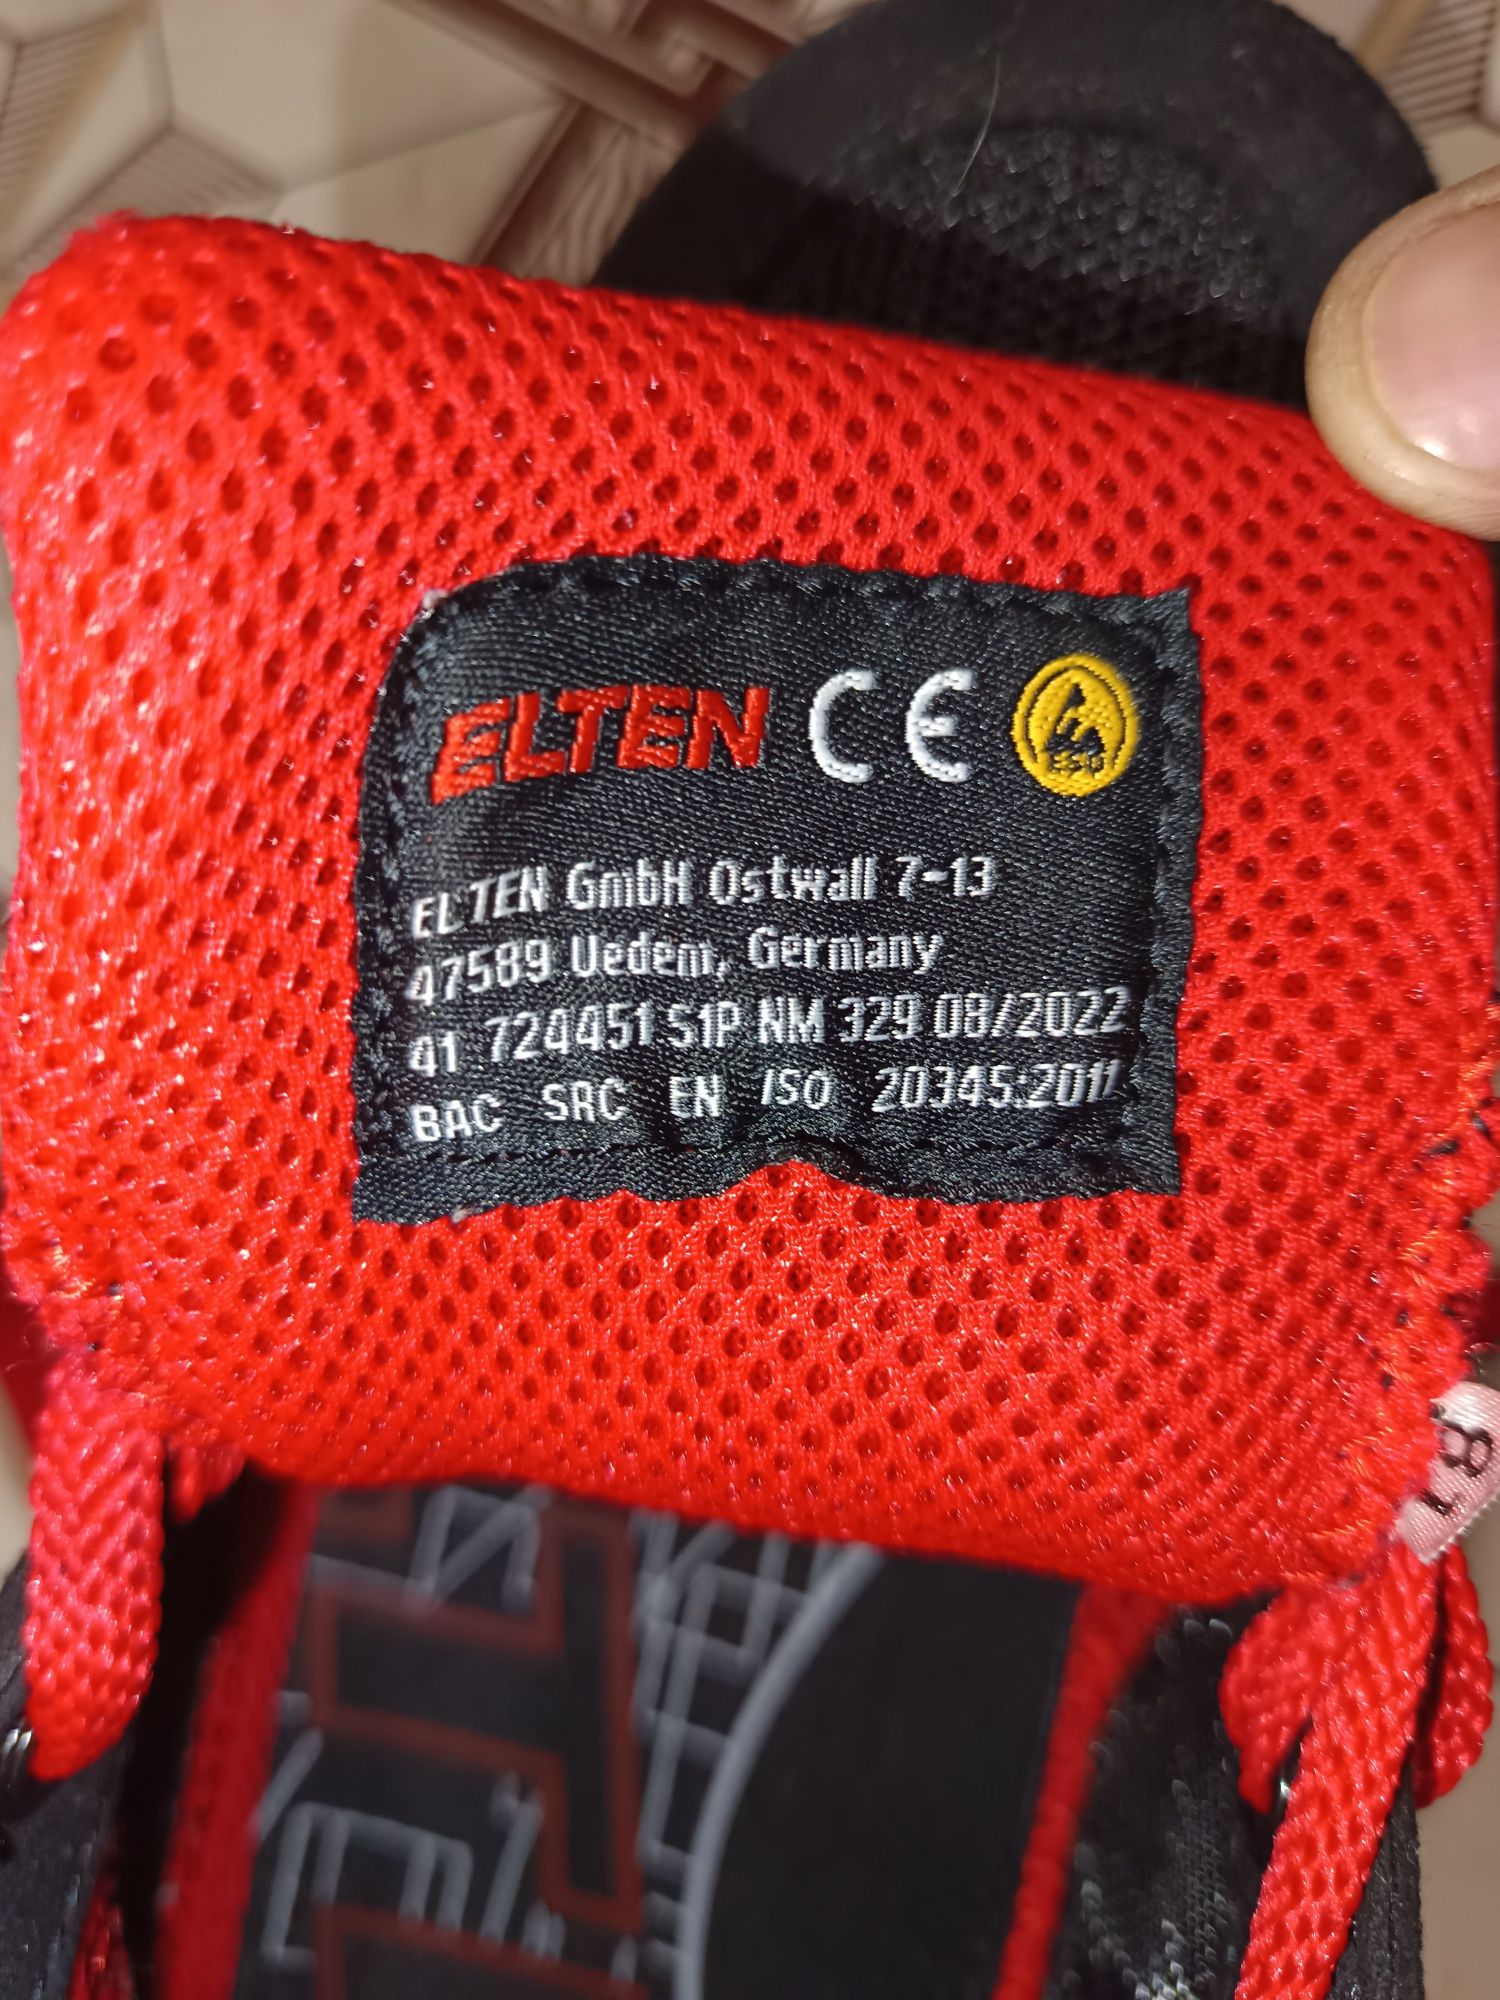 ELTEN CE ESD
ELTEN GmbH Ostwall 7-13
47589 Uedem, Germany
41 724451 S1P NM 329 08/2022
BAC SRC EN ISO 20345:2011